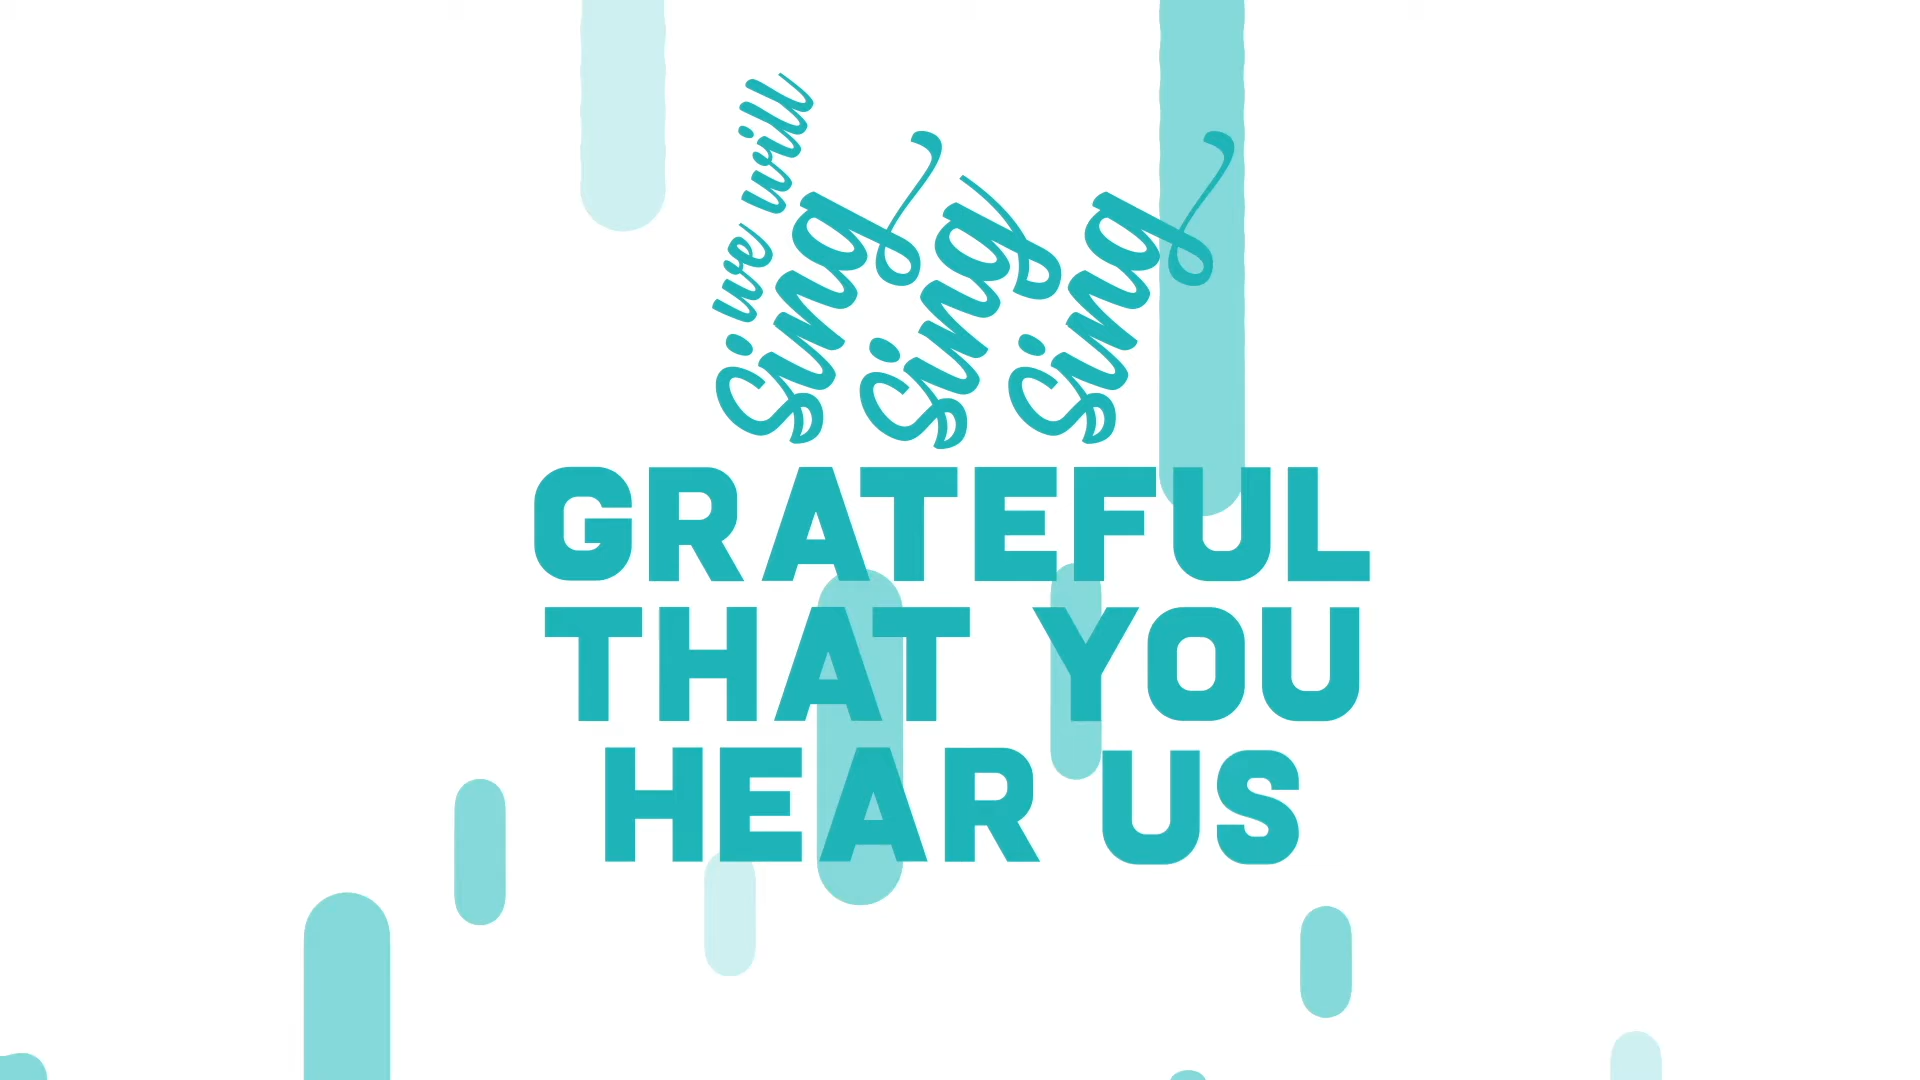 we will
Sing
Sing
Sing
GRATEFUL
THAT YOU
HEAR US